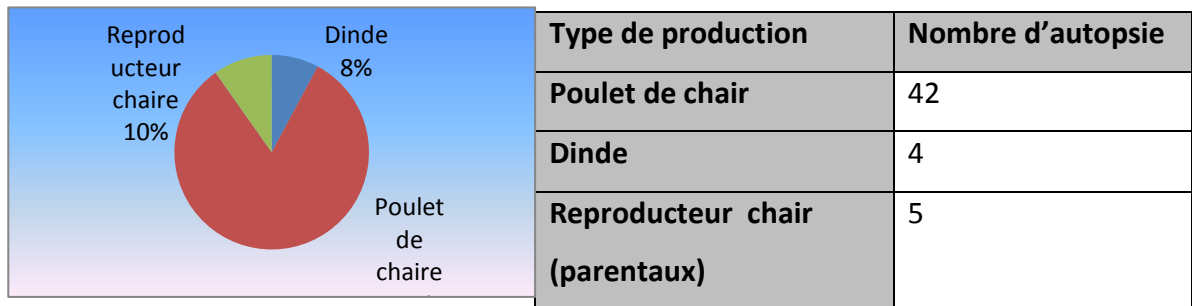 Reprod
ucteur
chaire
10%
Dinde
8%
Poulet
de
chaire
Type de production Nombre d’autopsie
Poulet de chair 42
Dinde 4
Reproducteur chair 5
(parentaux)